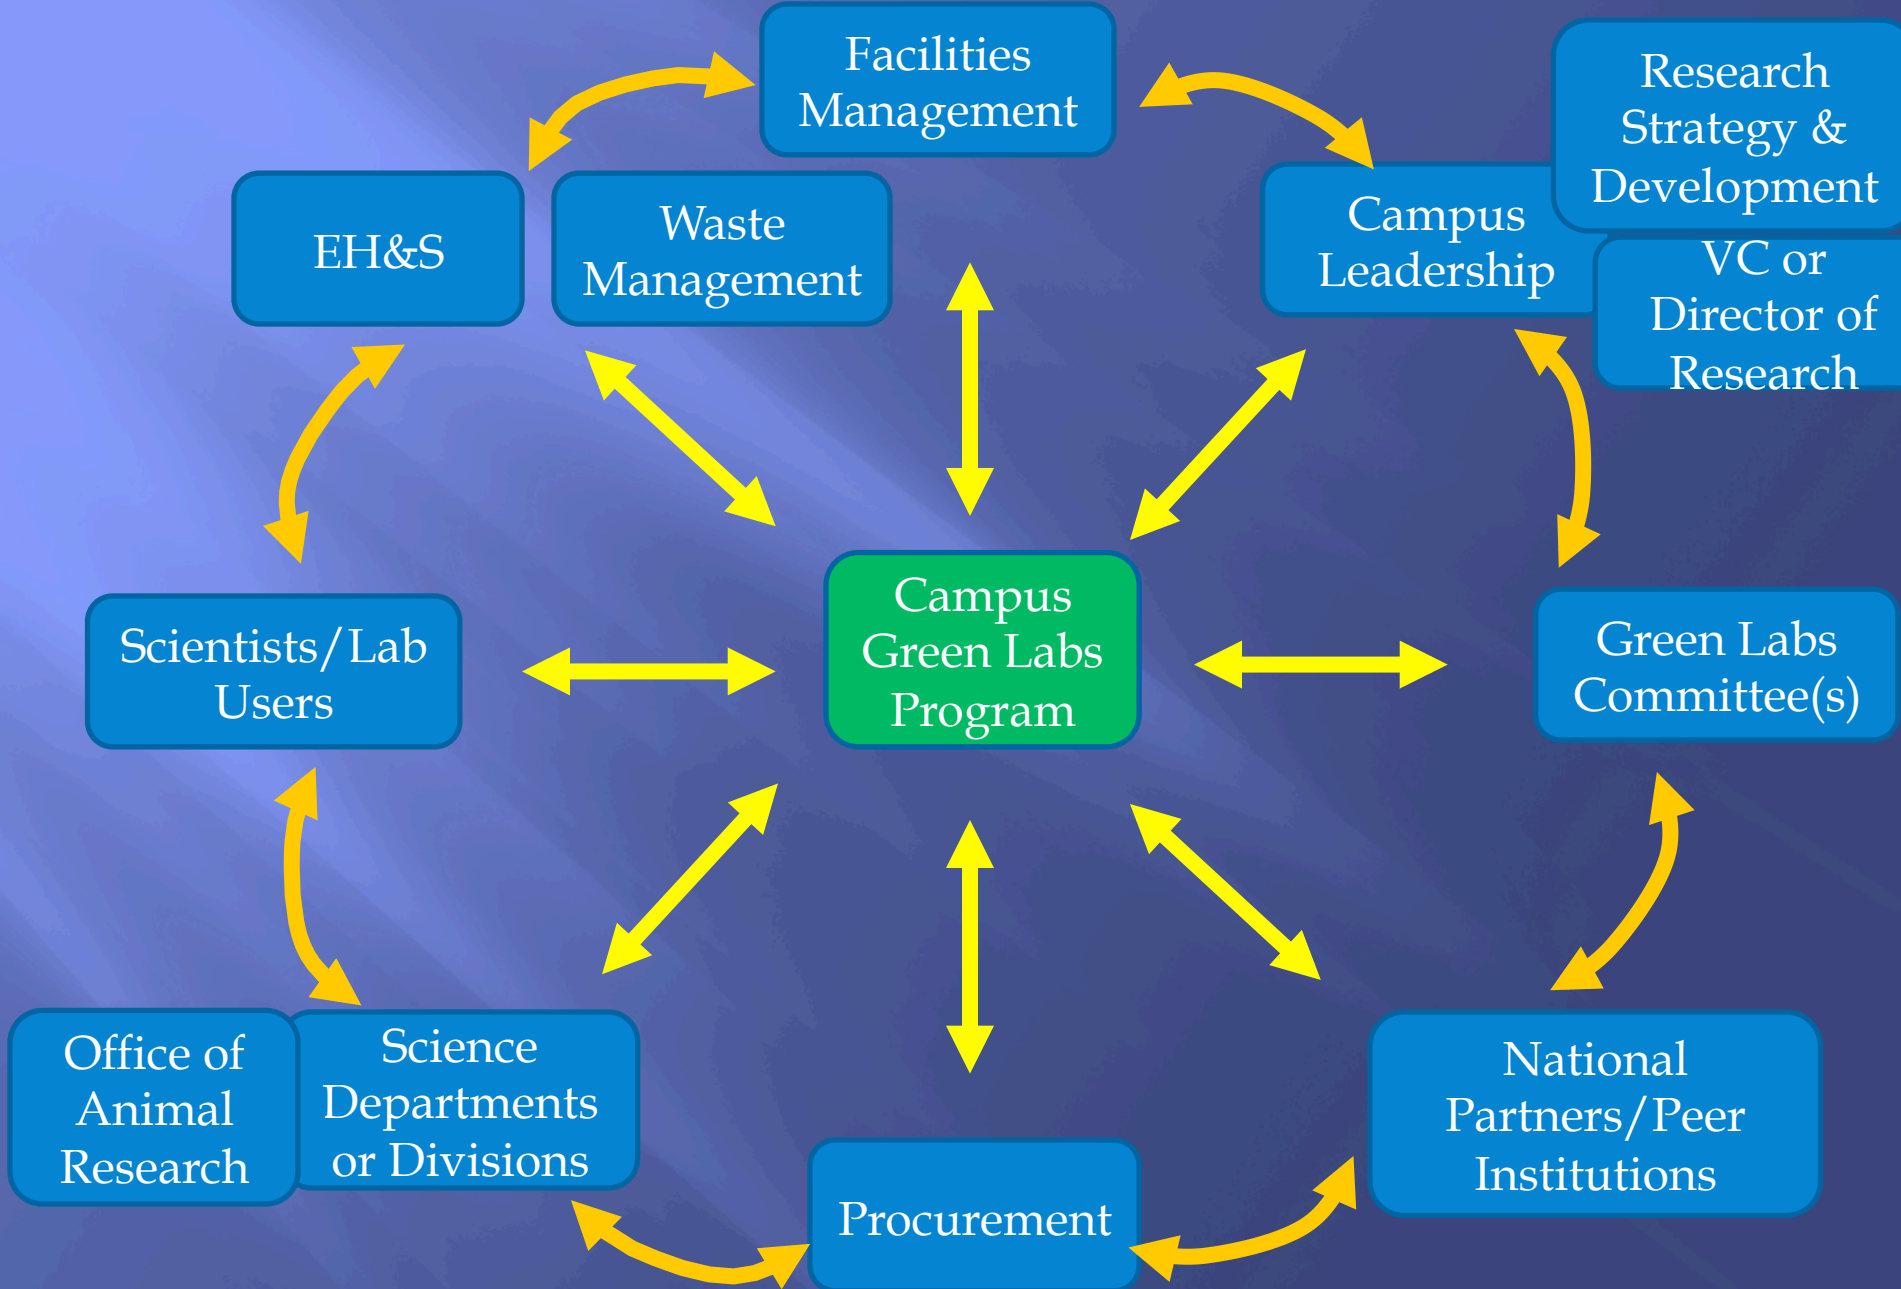 Facilities
Management
Research
Strategy &
Development
EH&S
Waste
Management
Campus
Leadership
VC or
Director of
Research
Scientists/Lab
Users
Campus
Green Labs
Program
Green Labs
Committee(s)
Office of
Animal
Research
Science
Departments
or Divisions
Procurement
National
Partners/Peer
Institutions